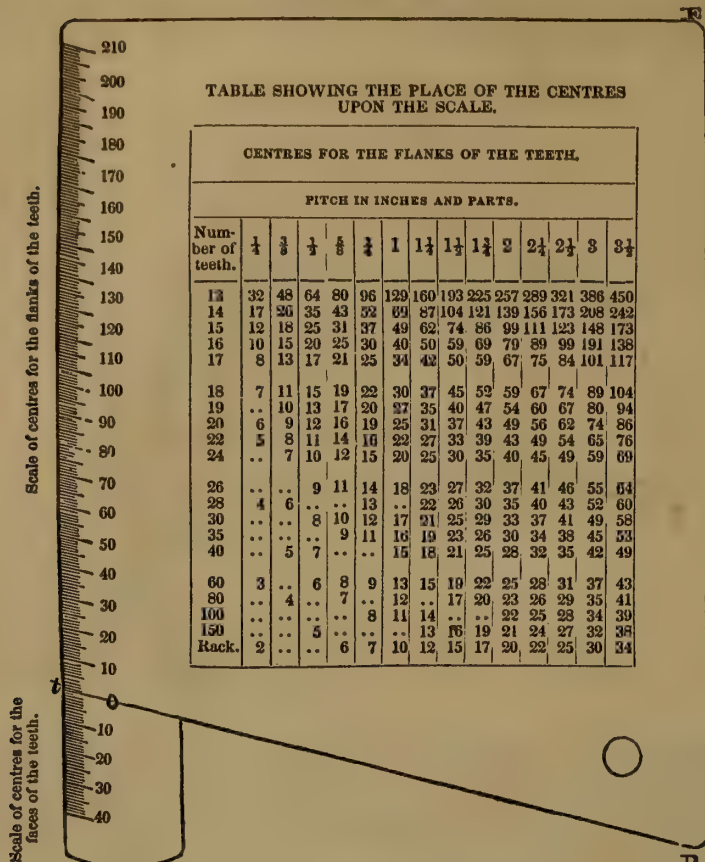 F
210
200
190
180
170
160
150
140
130
120
110
100
90
80
70
60
50
40
30
20
10
t
0
10
20
30
40
Scale of centres for the flanks of the teeth.
Scale of centres for the
faces of the teeth.
TABLE SHOWING THE PLACE OF THE CENTRES
UPON THE SCALE.
CENTRES FOR THE FLANKS OF THE TEETH.
PITCH IN INCHES AND PARTS.
Num-
ber of
teeth. ¼ ⅜ ½ ⅝ ¾ 1 1¼ 1½ 1¾ 2 2¼ 2½ 3 3½
13 32 48 64 80 96 129 160 193 225 257 289 321 386 450
14 17 26 35 43 52 69 87 104 121 139 156 173 208 242
15 12 18 25 31 37 49 62 74 86 99 111 123 148 173
16 10 15 20 25 30 40 50 59 69 79 89 99 191 138
17 8 13 17 21 25 34 42 50 59 67 75 84 101 117
18 7 11 15 19 22 30 37 45 52 59 67 74 89 104
19 .. 10 13 17 20 27 35 40 47 54 60 67 80 94
20 6 9 12 16 19 25 31 37 43 49 56 62 74 86
22 5 8 11 14 16 22 27 33 39 43 49 54 65 76
24 .. 7 10 12 15 20 25 30 35 40 45 49 59 69
26 .. .. 9 11 14 18 23 27 32 37 41 46 55 64
28 4 6 .. .. 13 .. 22 26 30 35 40 43 52 60
30 .. .. 8 10 12 17 21 25 29 33 37 41 49 58
35 .. .. .. 9 11 16 19 23 26 30 34 38 45 53
40 .. 5 7 .. .. 15 18 21 25 28 32 35 42 49
60 3 .. 6 8 9 13 15 19 22 25 28 31 37 43
80 .. 4 .. 7 .. 12 .. 17 20 23 26 29 35 41
100 .. .. .. .. 8 11 14 .. .. 22 25 28 34 39
150 .. .. 5 .. .. .. 13 16 19 21 24 27 32 38
Rack. 2 .. .. 6 7 10 12 15 17 20 22 25 30 34